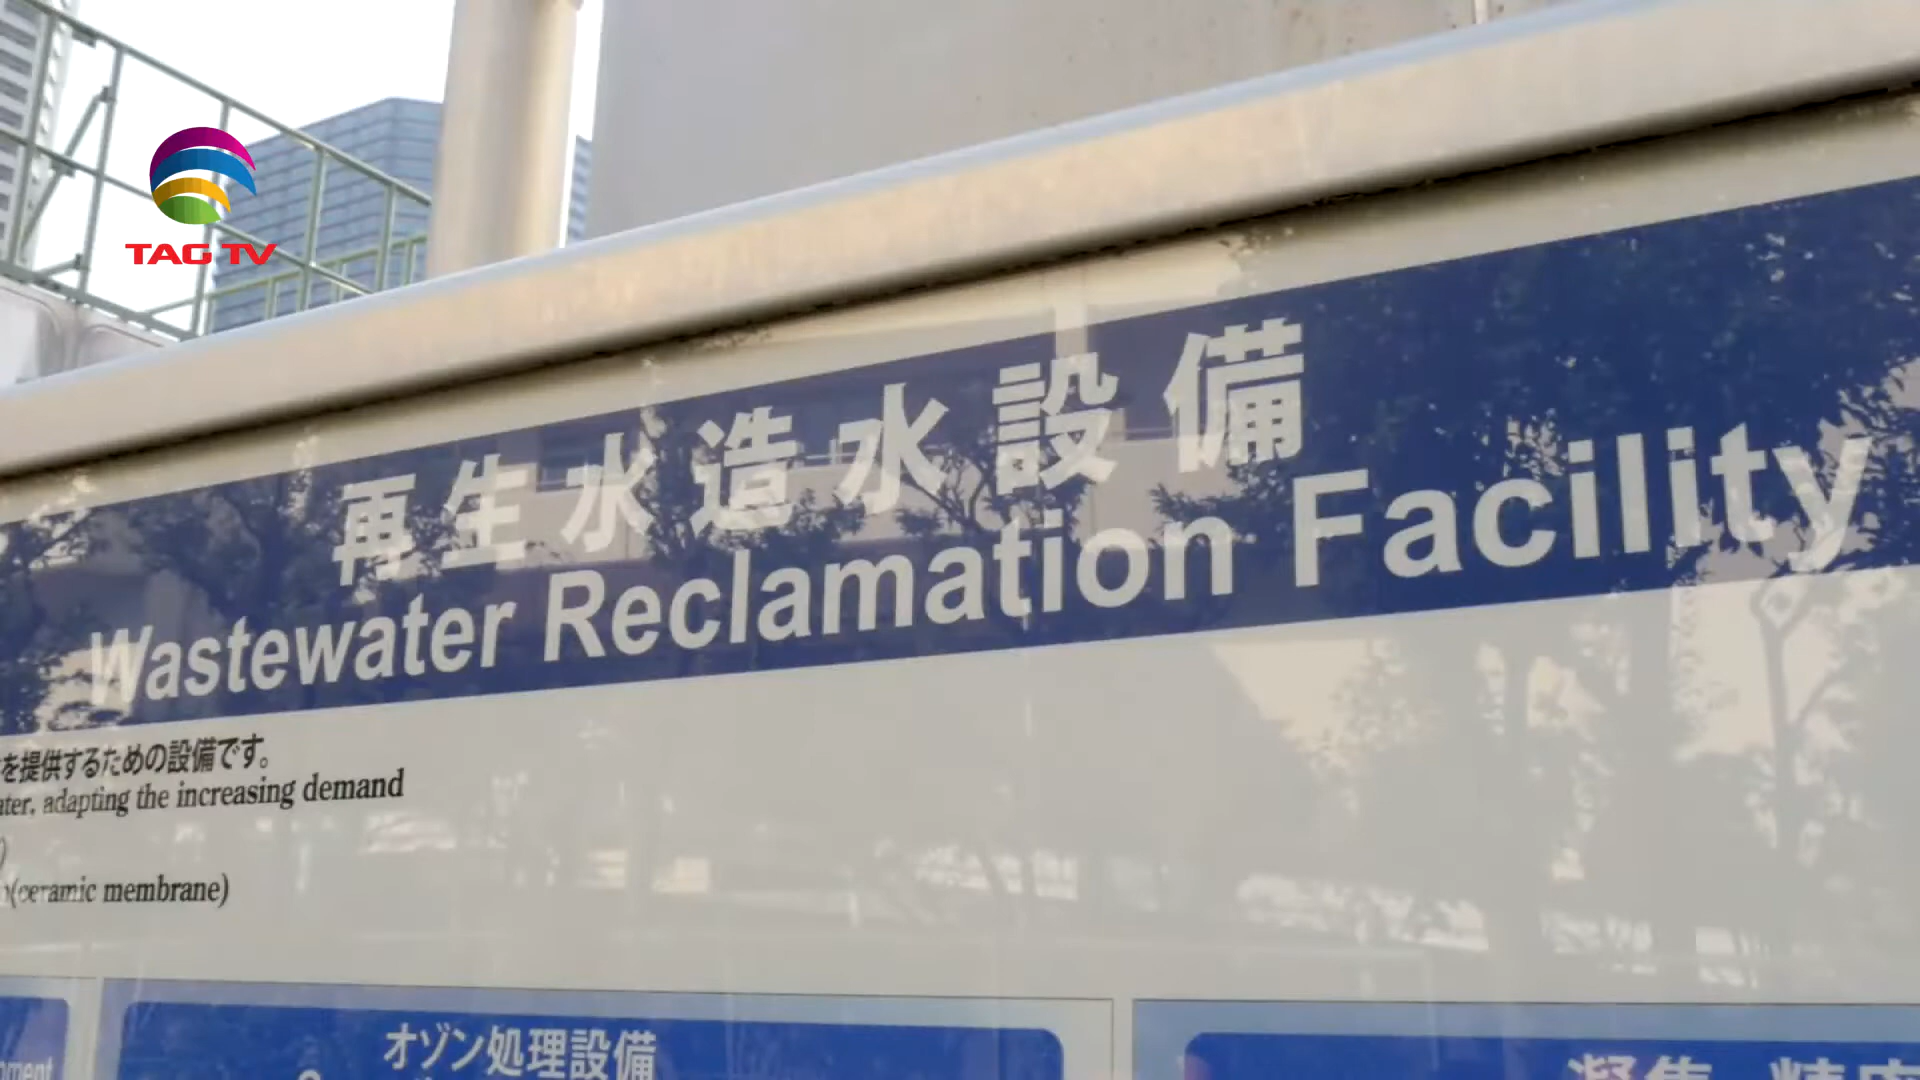 TAG TV
再生水造水設備
Wastewater Reclamation Facility
を提供するための設備です。
ater, adapting the increasing demand
)
(ceramic membrane)
オゾン処理設備